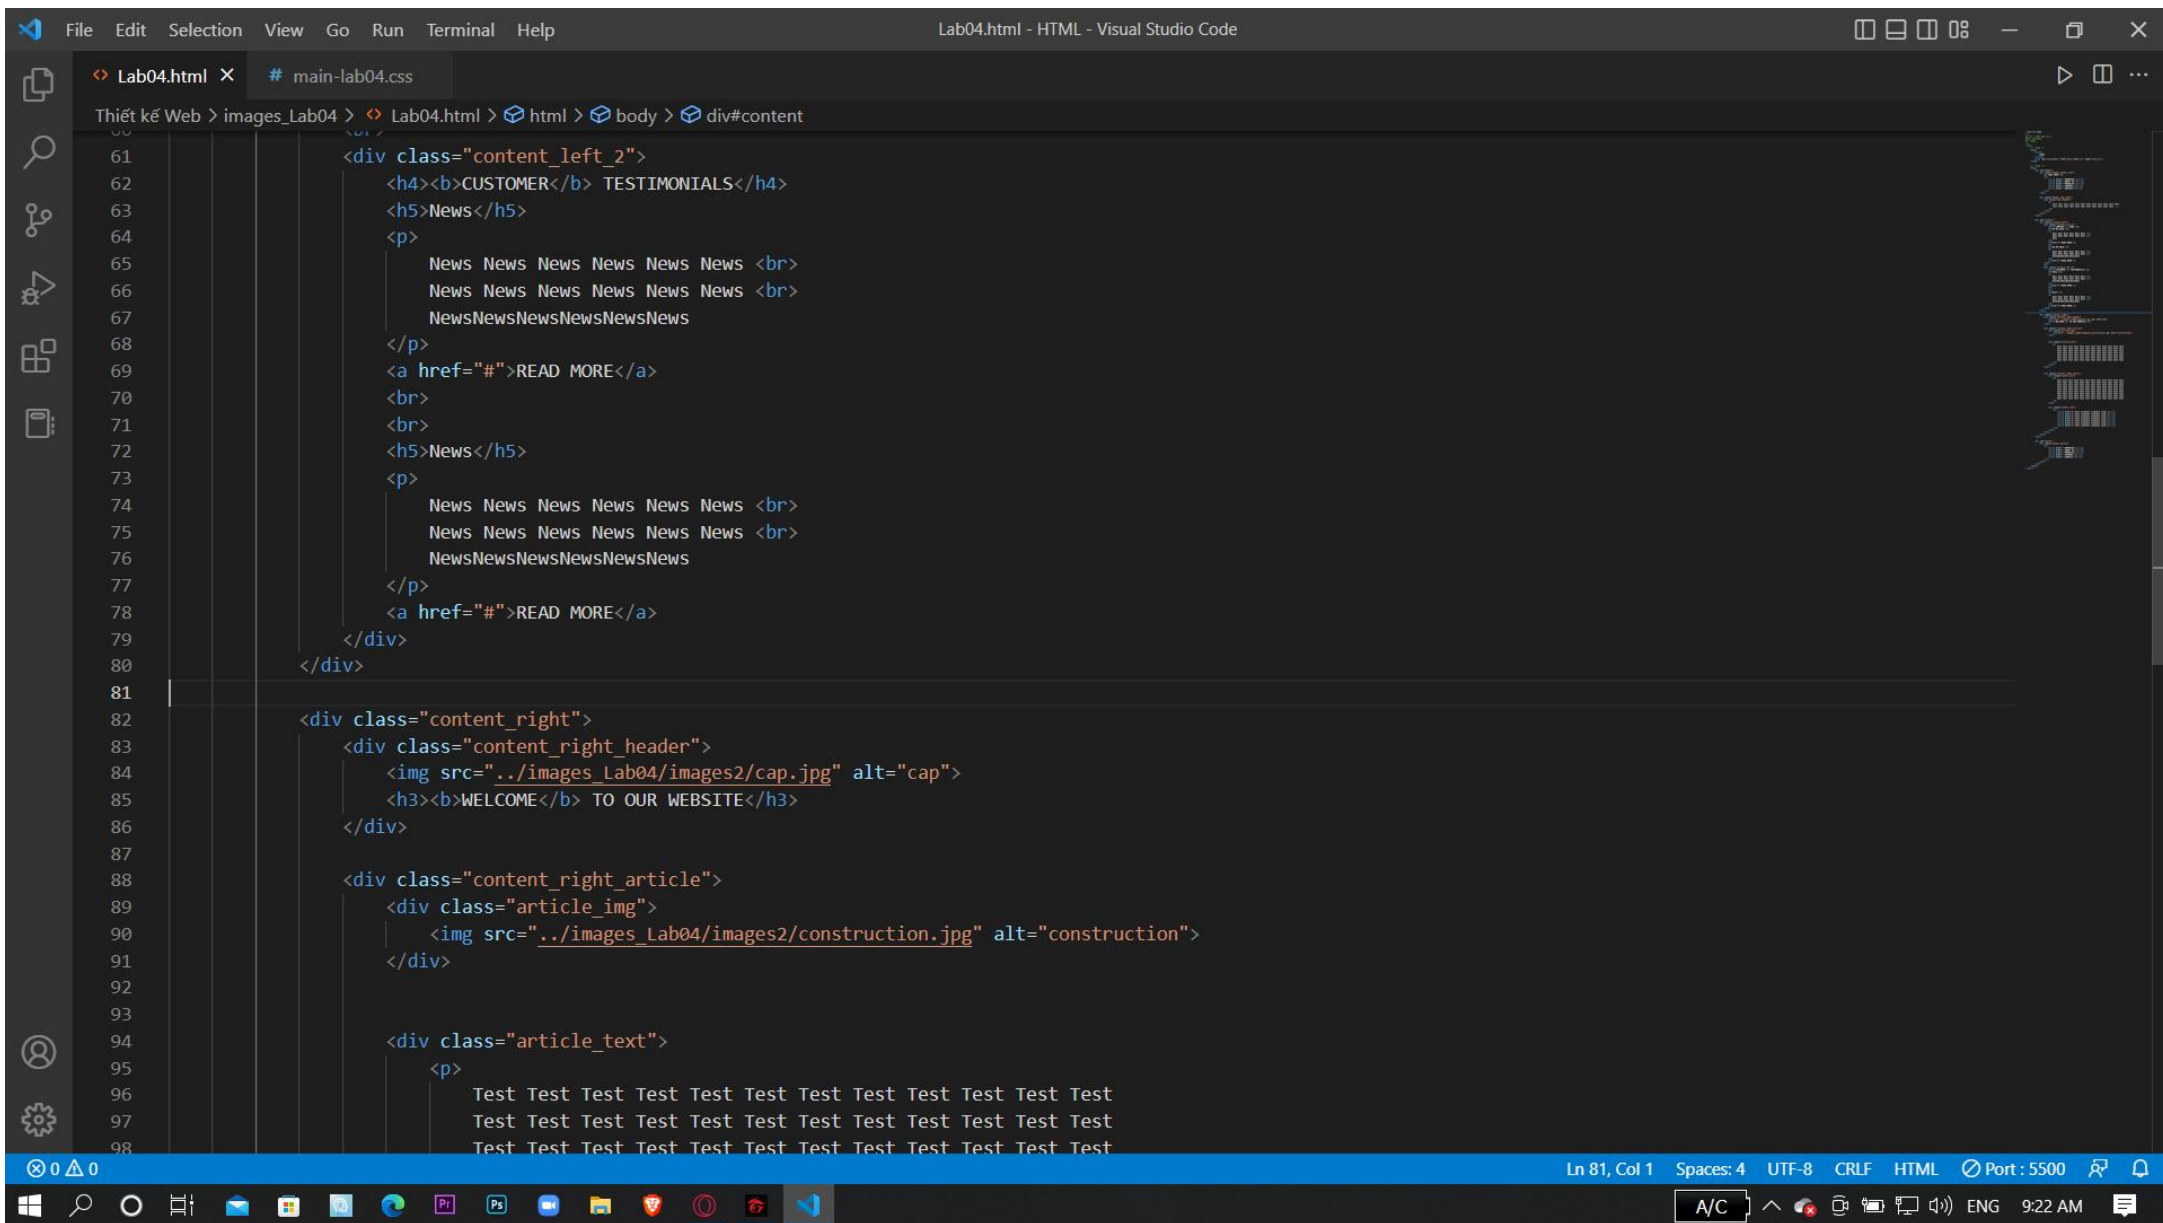 File Edit Selection View Go Run Terminal Help Lab04.html - HTML - Visual Studio Code
Lab04.html # main-lab04.css
Thiết kế Web > images_Lab04 > Lab04.html > html > body > div#content
60 <br>
61 <div class="content_left_2">
62 <h4><b>CUSTOMER</b> TESTIMONIALS</h4>
63 <h5>News</h5>
64 <p>
65 News News News News News News <br>
66 News News News News News News <br>
67 NewsNewsNewsNewsNewsNews
68 </p>
69 <a href="#">READ MORE</a>
70 <br>
71 <br>
72 <h5>News</h5>
73 <p>
74 News News News News News News <br>
75 News News News News News News <br>
76 NewsNewsNewsNewsNewsNews
77 </p>
78 <a href="#">READ MORE</a>
79 </div>
80 </div>
81
82 <div class="content_right">
83 <div class="content_right_header">
84 <img src="../images_Lab04/images2/cap.jpg" alt="cap">
85 <h3><b>WELCOME</b> TO OUR WEBSITE</h3>
86 </div>
87
88 <div class="content_right_article">
89 <div class="article_img">
90 <img src="../images_Lab04/images2/construction.jpg" alt="construction">
91 </div>
92
93
94 <div class="article_text">
95 <p>
96 Test Test Test Test Test Test Test Test Test Test Test Test
97 Test Test Test Test Test Test Test Test Test Test Test Test
98 Test Test Test Test Test Test Test Test Test Test Test Test
0 0 Ln 81, Col 1 Spaces: 4 UTF-8 CRLF HTML Port : 5500
Pr Ps A/C ENG 9:22 AM